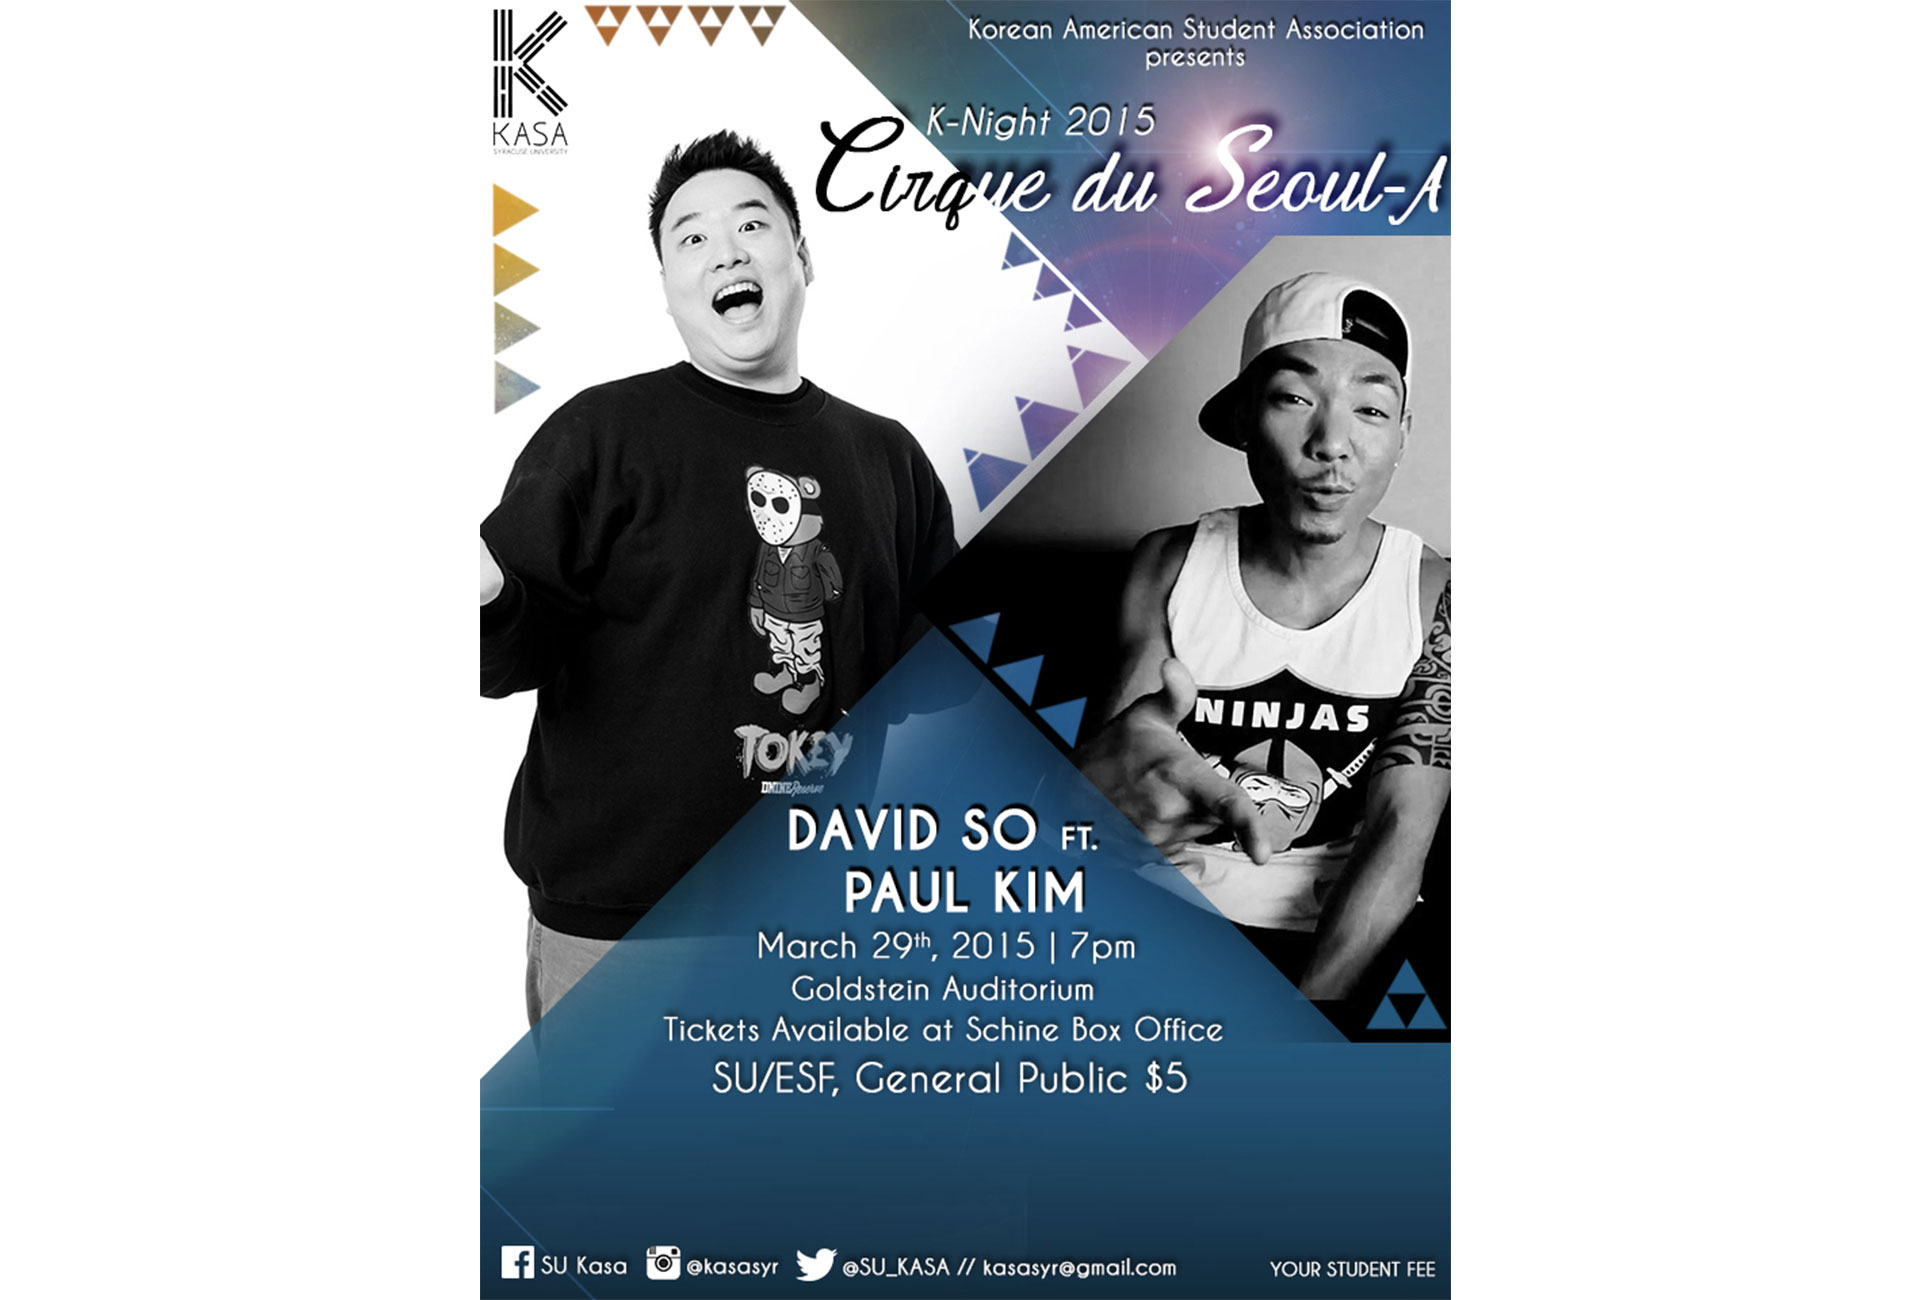 KASA
SYRACUSE UNIVERSITY
Korean American Student Association
presents
K-Night 2015
Cirque du Seoul-A
NINJAS
TOKEY
DMINE Reserve
DAVID SO FT.
PAUL KIM
March 29th, 2015 | 7pm
Goldstein Auditorium
Tickets Available at Schine Box Office
SU/ESF, General Public $5
SU Kasa @kasasyr @SU_KASA // kasasyr@gmail.com YOUR STUDENT FEE